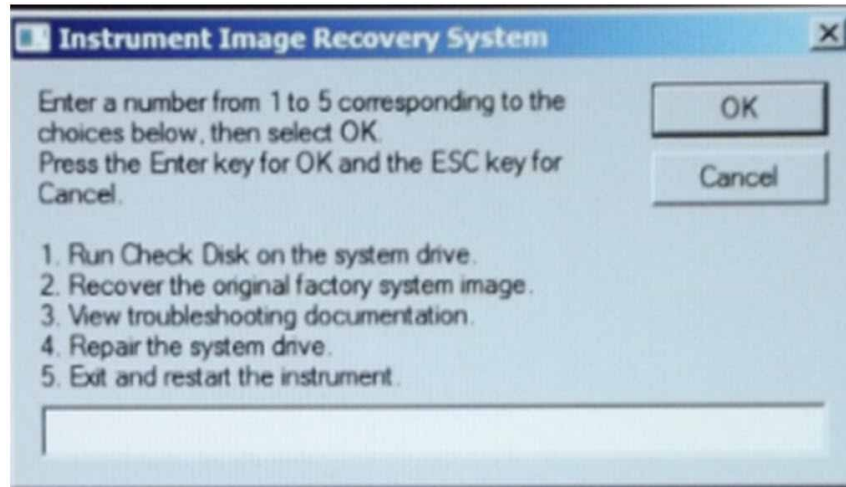 Instrument Image Recovery System
Enter a number from 1 to 5 corresponding to the
choices below, then select OK.
Press the Enter key for OK and the ESC key for
Cancel.
OK
Cancel
1. Run Check Disk on the system drive.
2. Recover the original factory system image.
3. View troubleshooting documentation.
4. Repair the system drive.
5. Exit and restart the instrument.